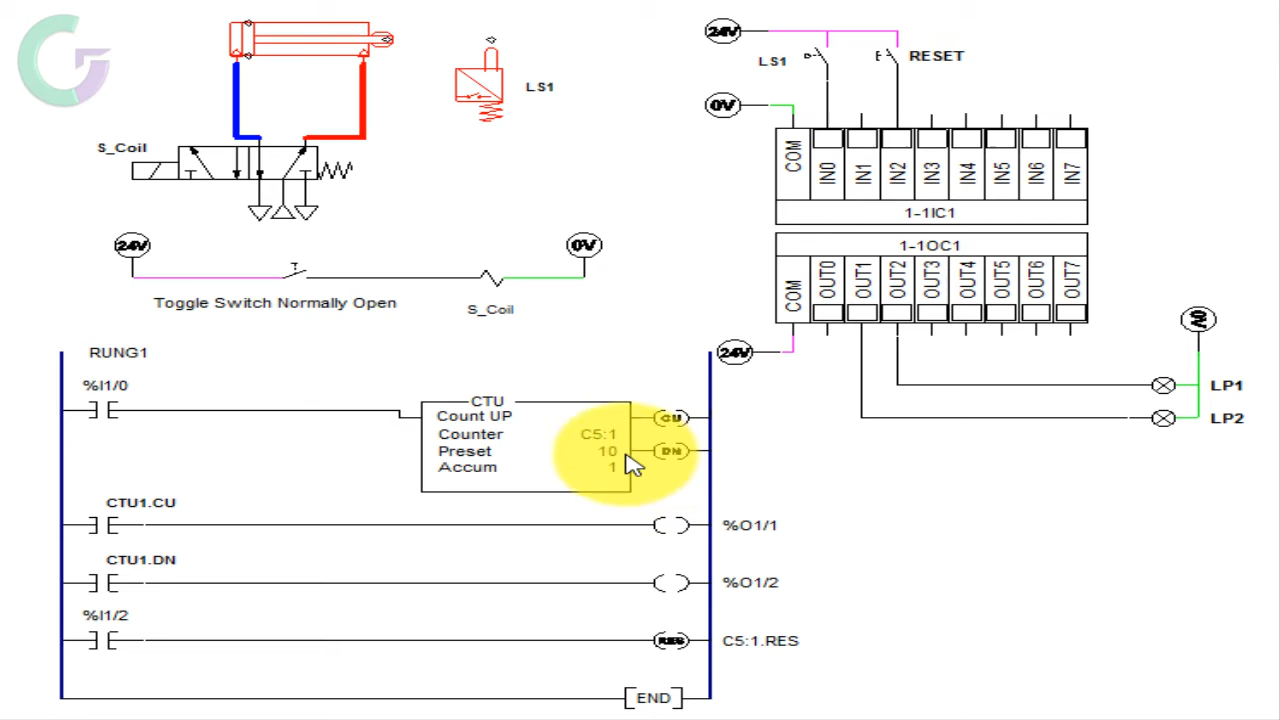 S_Coil
LS1
24V
0V
Toggle Switch Normally Open
S_Coil
24V
LS1
RESET
0V
COM
IN0
IN1
IN2
IN3
IN4
IN5
IN6
IN7
1-1IC1
1-1OC1
COM
OUT0
OUT1
OUT2
OUT3
OUT4
OUT5
OUT6
OUT7
24V
0V
LP1
LP2
RUNG1
%I1/0
CTU
Count UP
Counter C5:1
Preset 10
Accum 1
CU
DN
CTU1.CU
%O1/1
CTU1.DN
%O1/2
%I1/2
RES
C5:1.RES
END